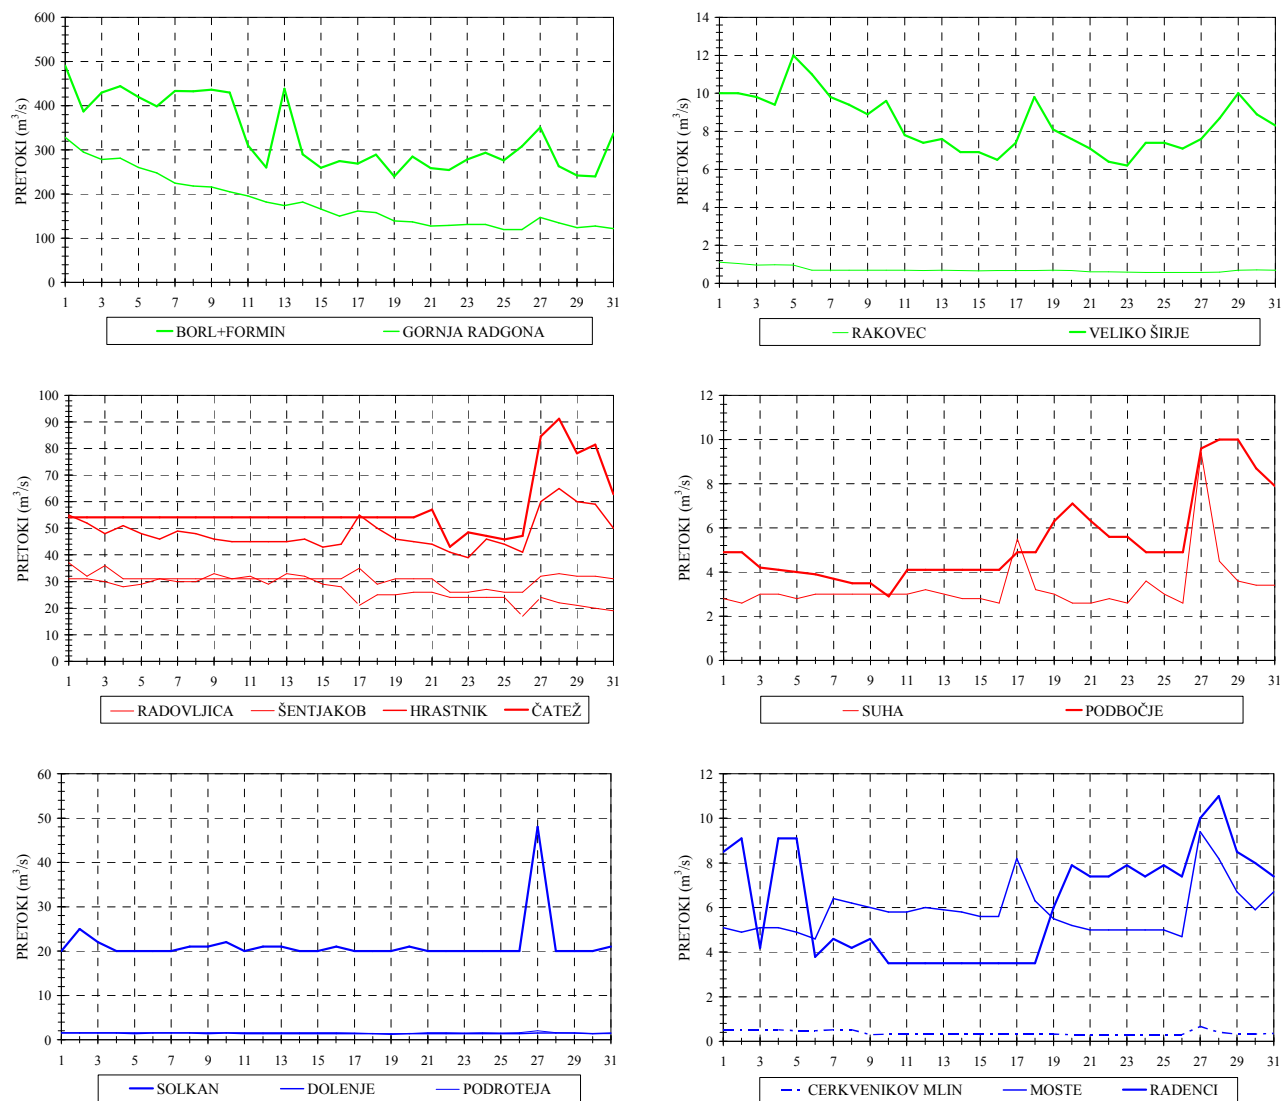 PRETOKI (m³/s)
600
500
400
300
200
100
0
1 3 5 7 9 11 13 15 17 19 21 23 25 27 29 31
BORL+FORMIN GORNJA RADGONA
PRETOKI (m³/s)
14
12
10
8
6
4
2
0
1 3 5 7 9 11 13 15 17 19 21 23 25 27 29 31
RAKOVEC VELIKO ŠIRJE
PRETOKI (m³/s)
100
90
80
70
60
50
40
30
20
10
0
1 3 5 7 9 11 13 15 17 19 21 23 25 27 29 31
RADOVLJICA ŠENTJAKOB HRASTNIK ČATEŽ
PRETOKI (m³/s)
12
10
8
6
4
2
0
1 3 5 7 9 11 13 15 17 19 21 23 25 27 29 31
SUHA PODBOČJE
PRETOKI (m³/s)
60
50
40
30
20
10
0
1 3 5 7 9 11 13 15 17 19 21 23 25 27 29 31
SOLKAN DOLENJE PODROTEJA
PRETOKI (m³/s)
12
10
8
6
4
2
0
1 3 5 7 9 11 13 15 17 19 21 23 25 27 29 31
CERKVENIKOV MLIN MOSTE RADENCI